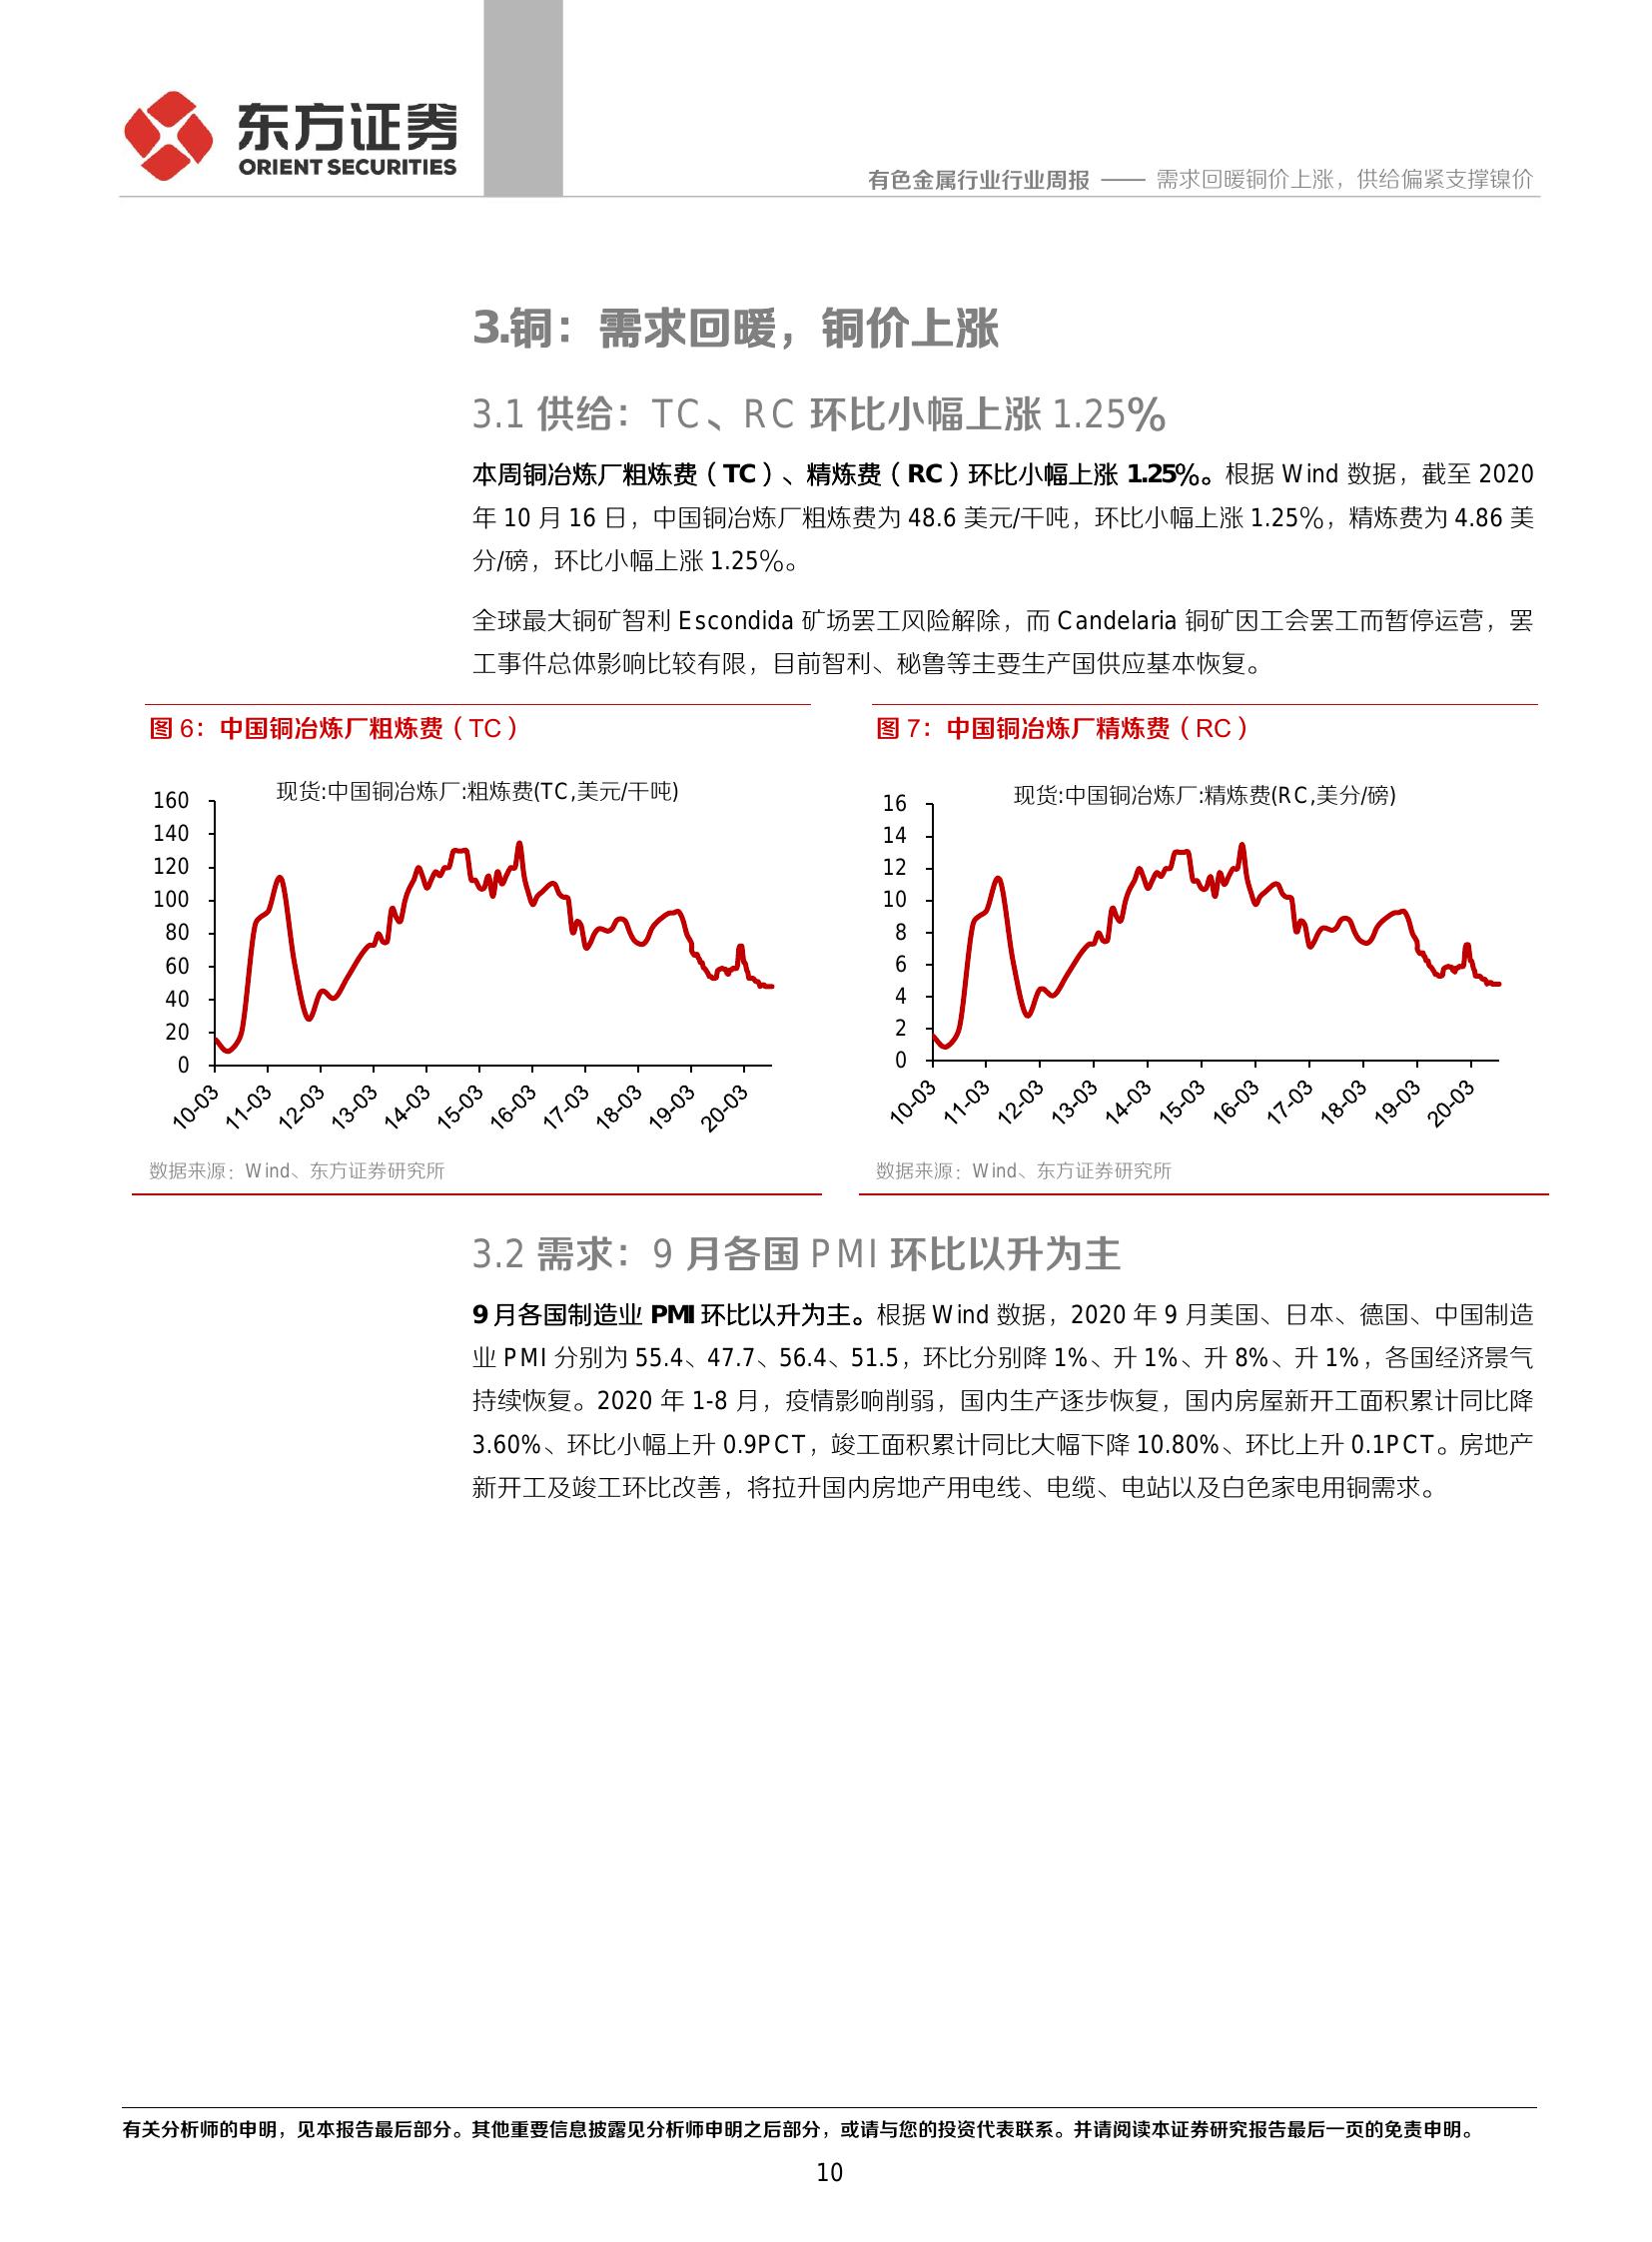 东方证券
ORIENT SECURITIES
有色金属行业行业周报 —— 需求回暖铜价上涨，供给偏紧支撑镍价
3.铜：需求回暖，铜价上涨
3.1 供给：TC、RC 环比小幅上涨 1.25%
本周铜冶炼厂粗炼费（TC）、精炼费（RC）环比小幅上涨 1.25%。根据 Wind 数据，截至 2020
年 10 月 16 日，中国铜冶炼厂粗炼费为 48.6 美元/干吨，环比小幅上涨 1.25%，精炼费为 4.86 美
分/磅，环比小幅上涨 1.25%。
全球最大铜矿智利 Escondida 矿场罢工风险解除，而 Candelaria 铜矿因工会罢工而暂停运营，罢
工事件总体影响比较有限，目前智利、秘鲁等主要生产国供应基本恢复。
图 6：中国铜冶炼厂粗炼费（TC）
现货:中国铜冶炼厂:粗炼费(TC,美元/干吨)
160
140
120
100
80
60
40
20
0
10-03 11-03 12-03 13-03 14-03 15-03 16-03 17-03 18-03 19-03 20-03
数据来源：Wind、东方证券研究所
图 7：中国铜冶炼厂精炼费（RC）
现货:中国铜冶炼厂:精炼费(RC,美分/磅)
16
14
12
10
8
6
4
2
0
10-03 11-03 12-03 13-03 14-03 15-03 16-03 17-03 18-03 19-03 20-03
数据来源：Wind、东方证券研究所
3.2 需求：9 月各国 PMI 环比以升为主
9 月各国制造业 PMI 环比以升为主。根据 Wind 数据，2020 年 9 月美国、日本、德国、中国制造
业 PMI 分别为 55.4、47.7、56.4、51.5，环比分别降 1%、升 1%、升 8%、升 1%，各国经济景气
持续恢复。2020 年 1-8 月，疫情影响削弱，国内生产逐步恢复，国内房屋新开工面积累计同比降
3.60%、环比小幅上升 0.9PCT，竣工面积累计同比大幅下降 10.80%、环比上升 0.1PCT。房地产
新开工及竣工环比改善，将拉升国内房地产用电线、电缆、电站以及白色家电用铜需求。
有关分析师的申明，见本报告最后部分。其他重要信息披露见分析师申明之后部分，或请与您的投资代表联系。并请阅读本证券研究报告最后一页的免责申明。
10